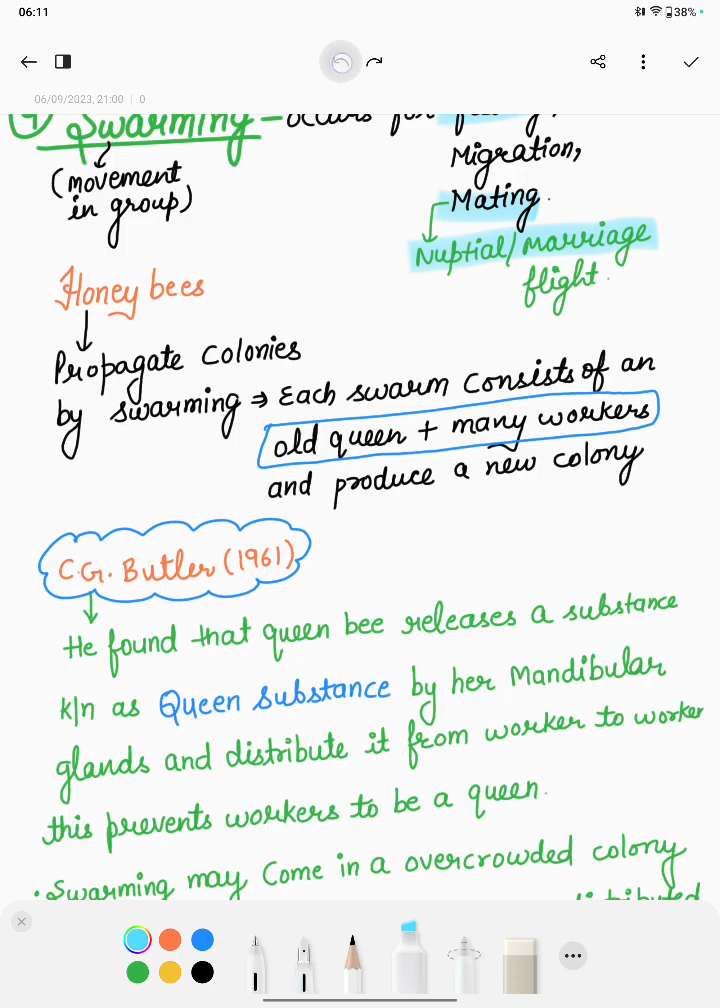 06:11
38%
06/09/2023, 21:00 | 0
Swarming - occurs for
Migration,
(movement
in group)
Mating.
Nuptial/Marriage
flight.
Honey bees
Propagate colonies
by swarming ⇒ Each swarm consists of an
old queen + many workers
and produce a new colony
C.G. Butler (1961)
He found that queen bee releases a substance
k/n as Queen Substance by her Mandibular
glands and distribute it from worker to worker
this prevents workers to be a queen.
. Swarming may Come in a overcrowded colony
distributed